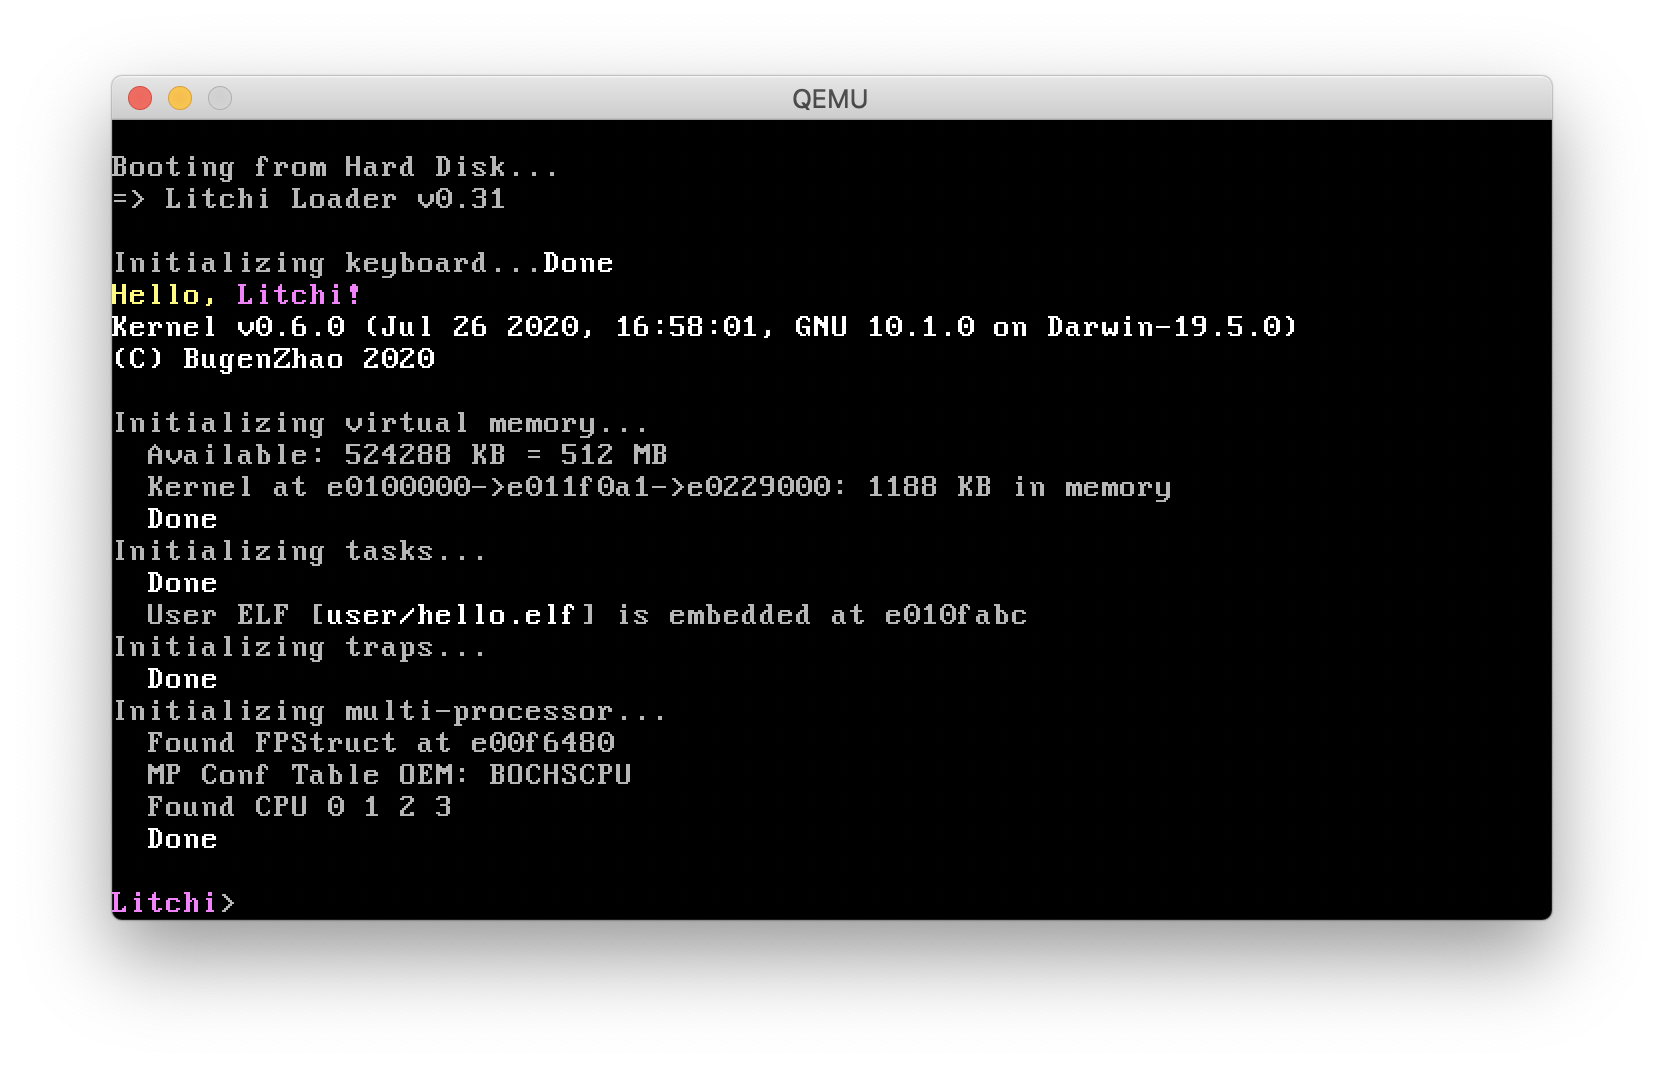 QEMU
Booting from Hard Disk...
=> Litchi Loader v0.31
Initializing keyboard...Done
Hello, Litchi!
Kernel v0.6.0 (Jul 26 2020, 16:58:01, GNU 10.1.0 on Darwin-19.5.0)
(C) BugenZhao 2020
Initializing virtual memory...
Available: 524288 KB = 512 MB
Kernel at e0100000->e011f0a1->e0229000: 1188 KB in memory
Done
Initializing tasks...
Done
User ELF [user/hello.elf] is embedded at e010fabc
Initializing traps...
Done
Initializing multi-processor...
Found FPStruct at e00f6480
MP Conf Table OEM: BOCHSCPU
Found CPU 0 1 2 3
Done
Litchi>